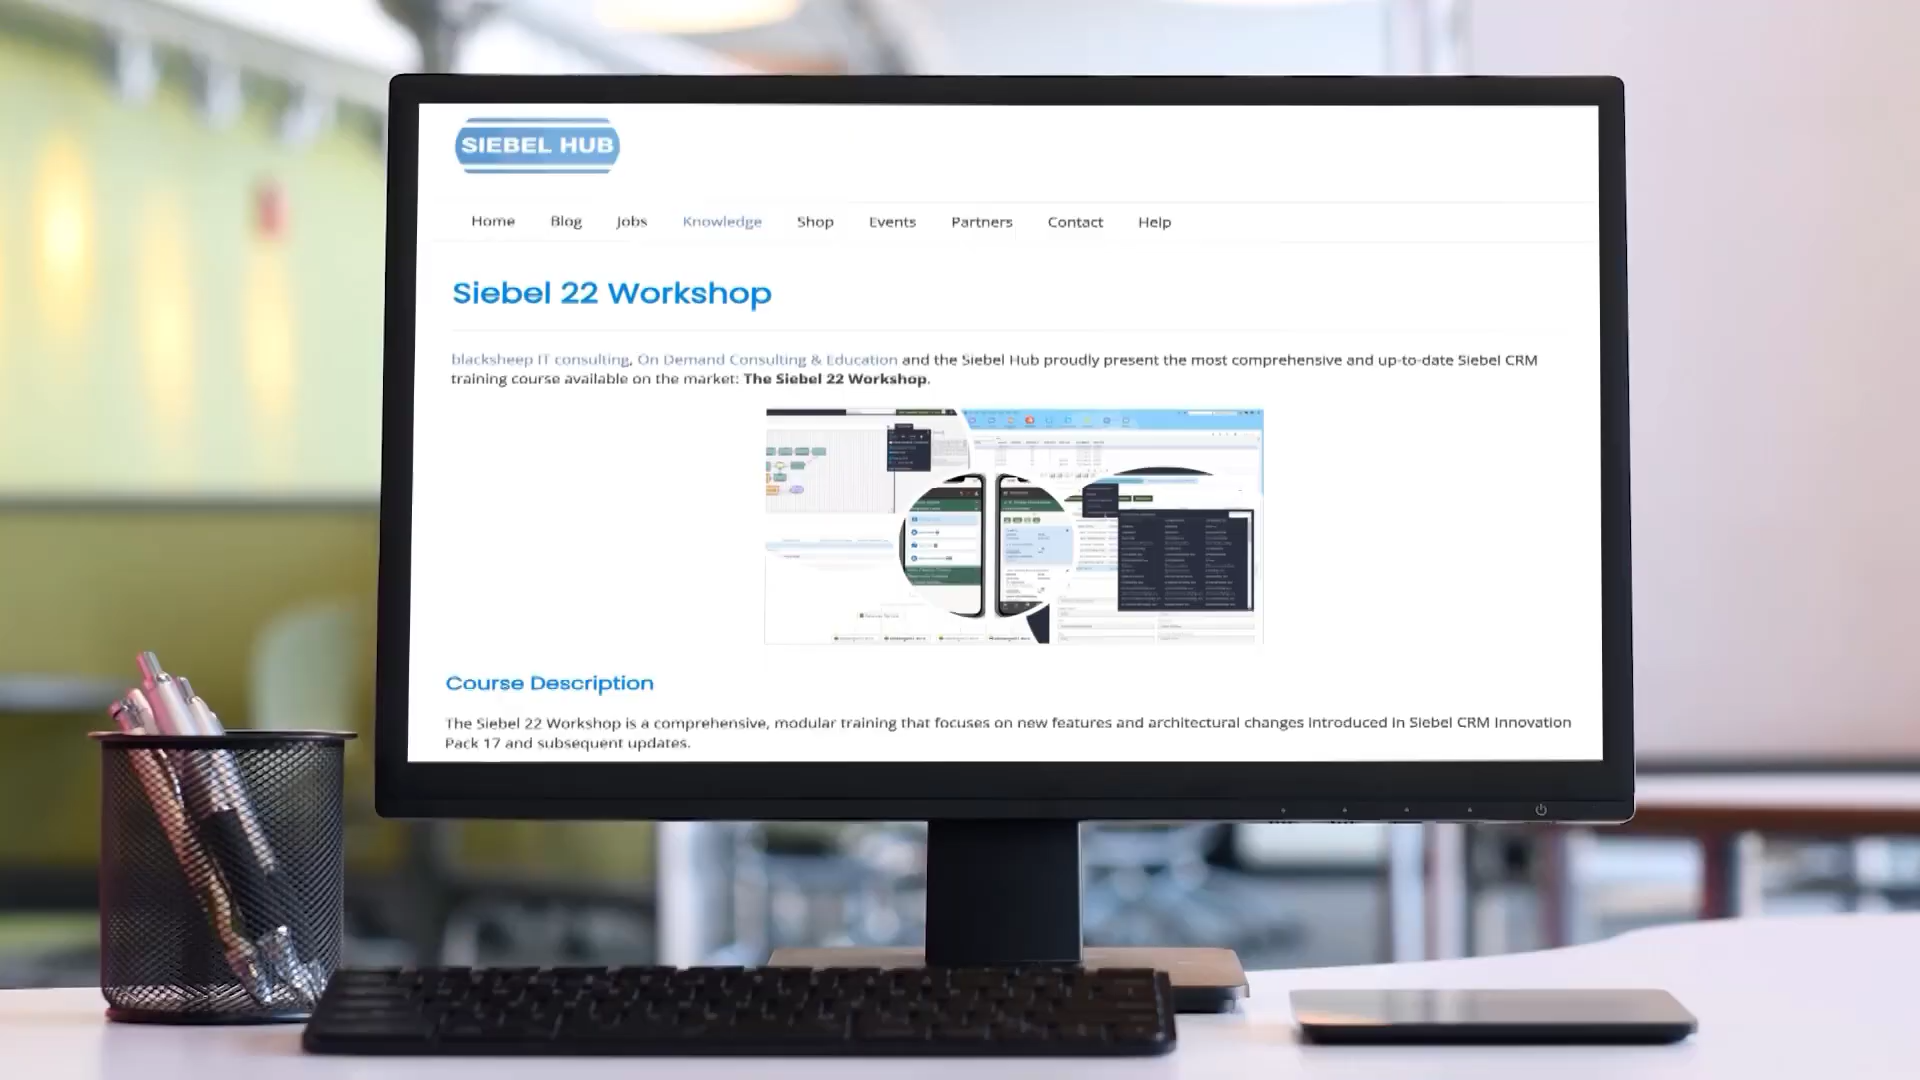 SIEBEL HUB
Home Blog Jobs Knowledge Shop Events Partners Contact Help
Siebel 22 Workshop
blacksheep IT consulting, On Demand Consulting & Education and the Siebel Hub proudly present the most comprehensive and up-to-date Siebel CRM
training course available on the market: The Siebel 22 Workshop.
Course Description
The Siebel 22 Workshop is a comprehensive, modular training that focuses on new features and architectural changes introduced in Siebel CRM Innovation
Pack 17 and subsequent updates.